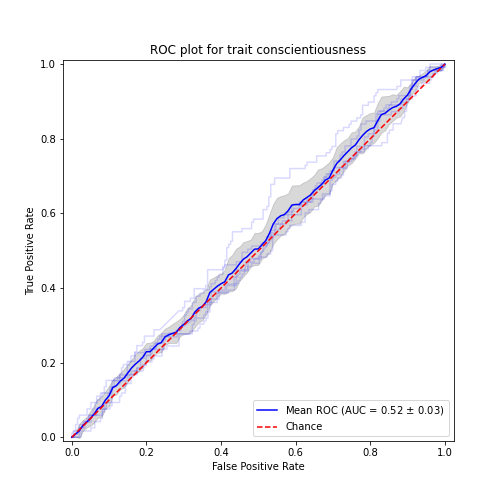 ROC plot for trait conscientiousness
1.0
0.8
0.6
0.4
0.2
0.0
True Positive Rate
Mean ROC (AUC = 0.52 ± 0.03)
Chance
0.0 0.2 0.4 0.6 0.8 1.0
False Positive Rate